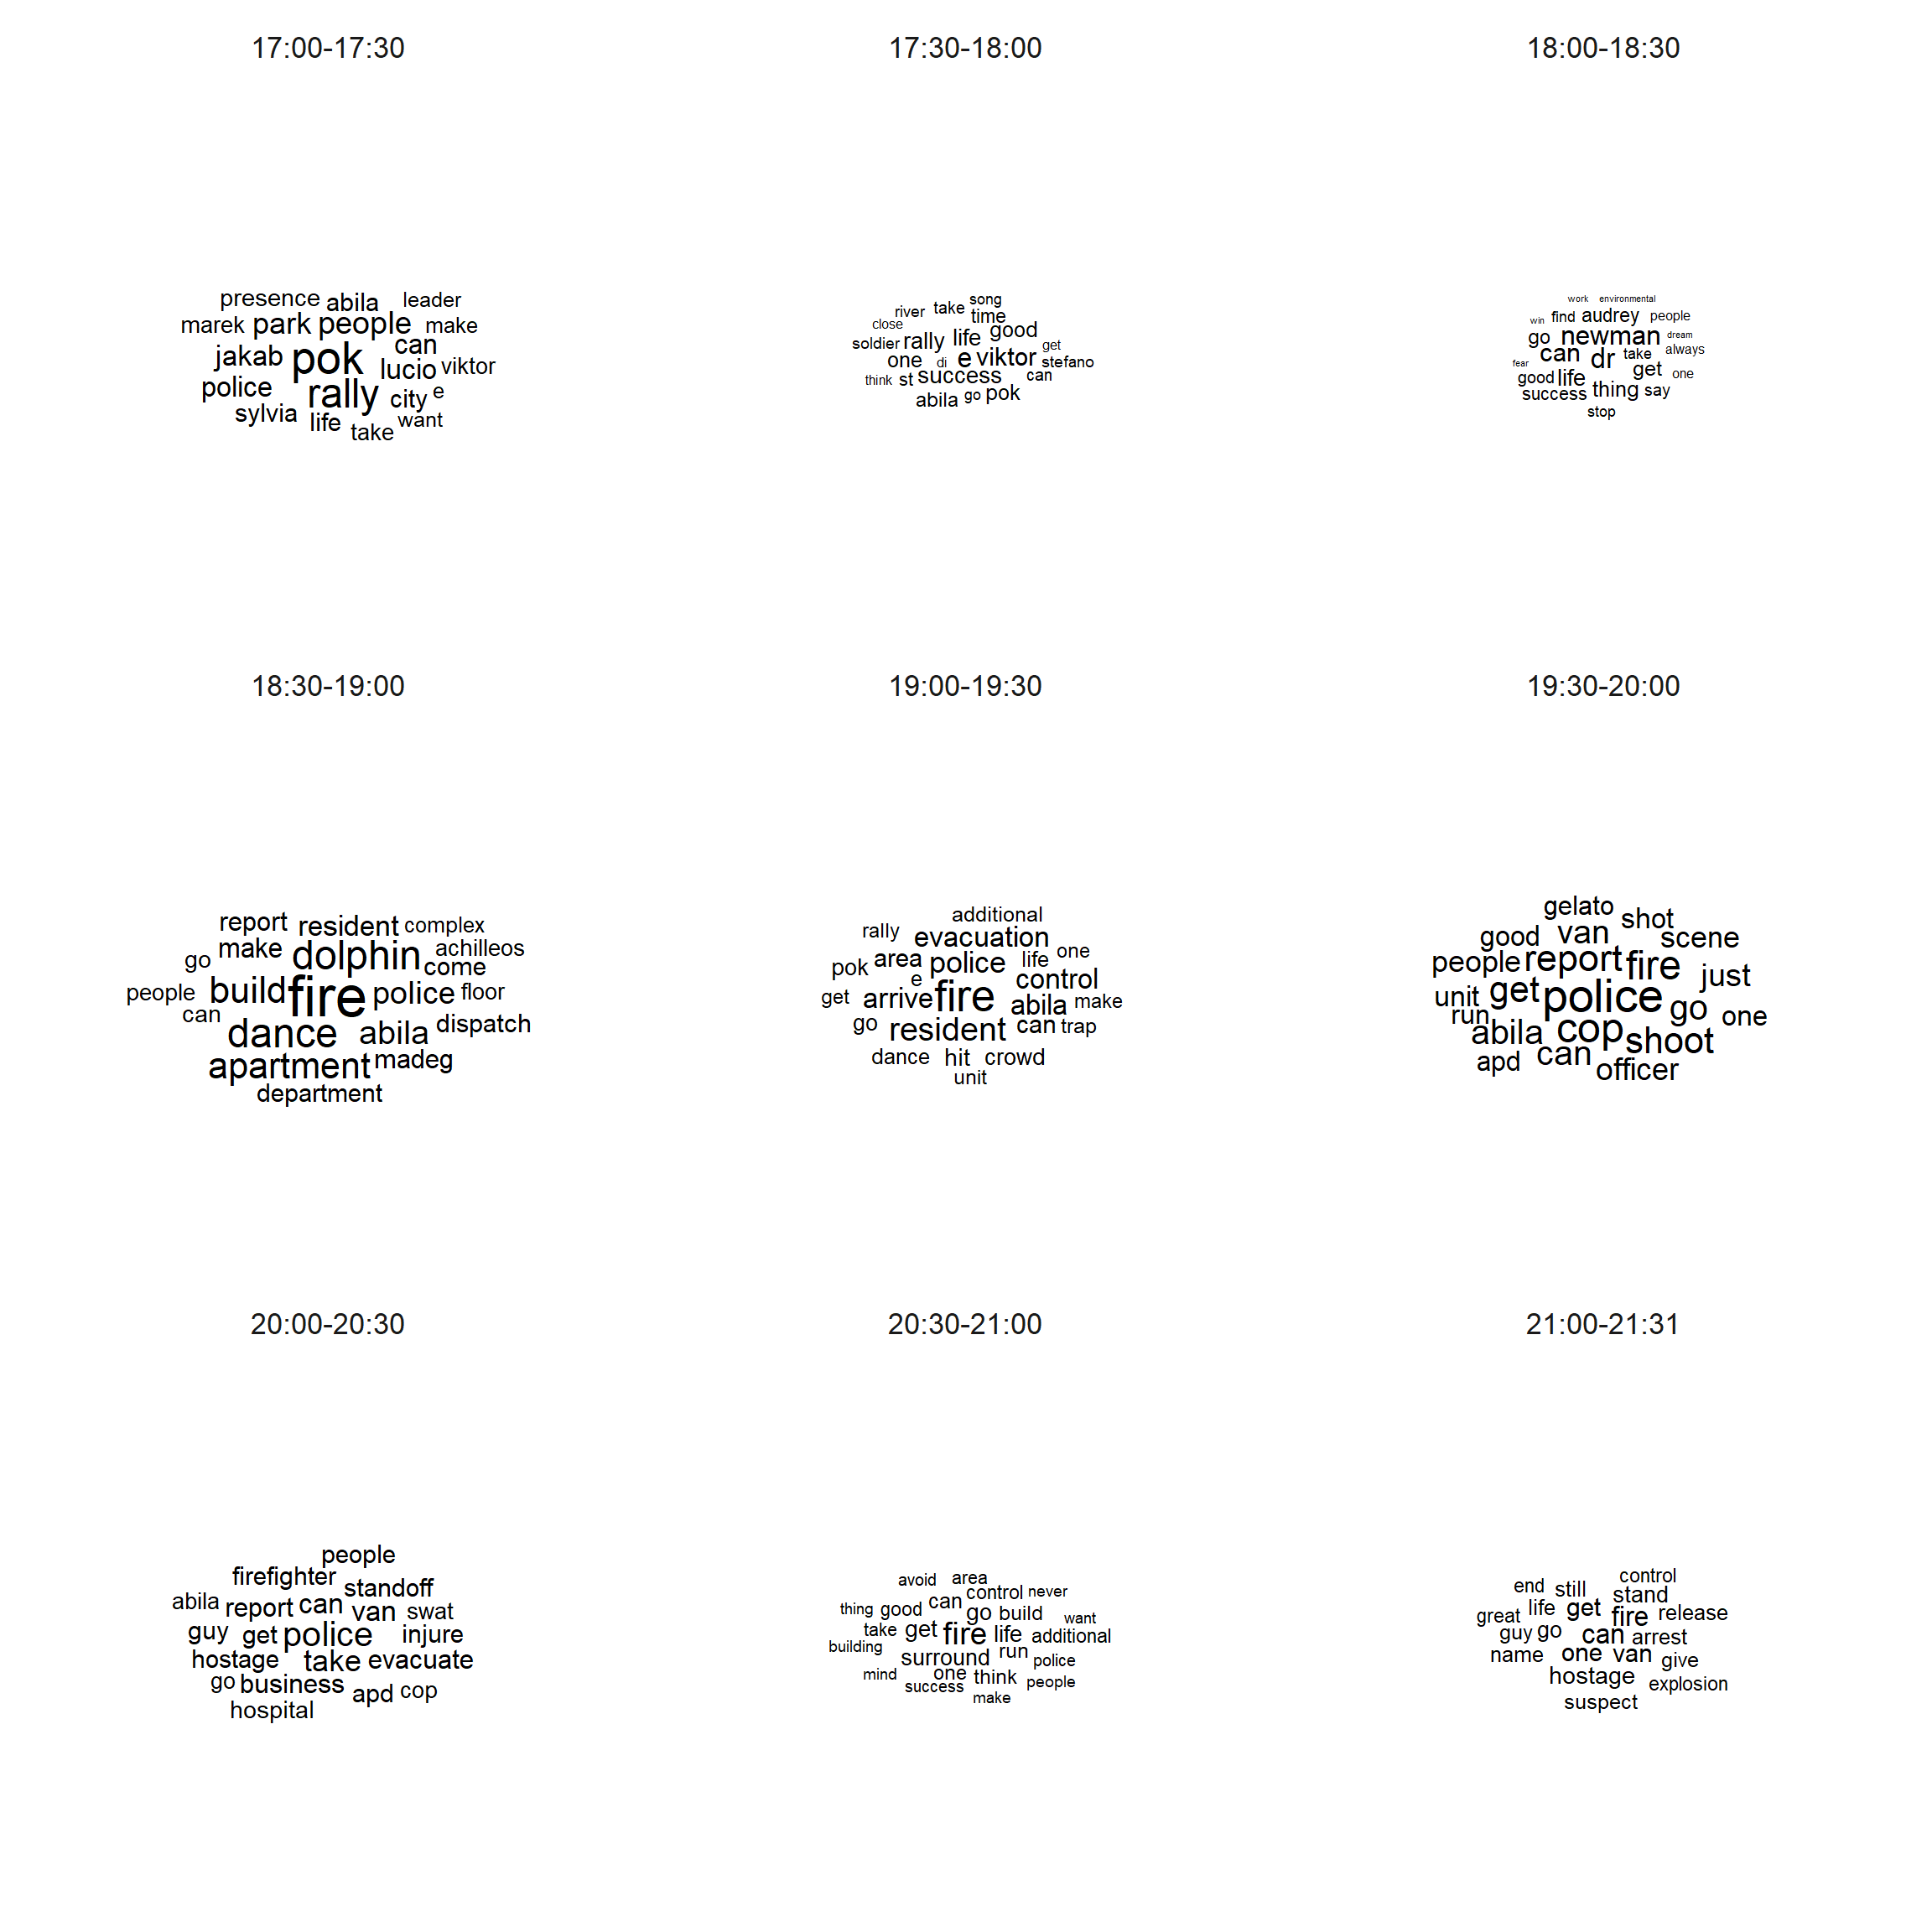 17:00-17:30
17:30-18:00
18:00-18:30
presence abila leader
marek park people make
can
jakab pok lucio viktor
police rally city e
sylvia life take want
song
river take time
close
soldier rally life good get
one di e viktor stefano
think st success can
abila go pok
work environmental
win find audrey people
go newman dream
can dr take always
fear get one
good life thing say
success
stop
18:30-19:00
19:00-19:30
19:30-20:00
report resident complex
make dolphin achilleos
go come
people build fire police floor
can
dance abila dispatch
apartment madeg
department
additional
rally evacuation
pok area police life one
e control
get arrive fire abila make
go resident can trap
dance hit crowd
unit
gelato shot
good van scene
people report fire just
unit get police go one
run
abila cop shoot
apd can officer
20:00-20:30
20:30-21:00
21:00-21:31
people
firefighter standoff
abila report can van swat
guy get police injure
hostage take evacuate
go business apd cop
hospital
avoid area
control never
thing good can go build want
take get fire life additional
building surround run police
mind one think people
success
make
control
end still stand
great life get fire release
guy go can arrest
name one van give
hostage explosion
suspect